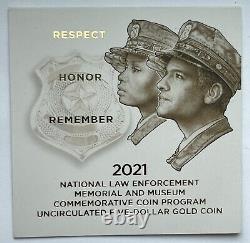 RESPECT
HONOR
REMEMBER
2021
NATIONAL LAW ENFORCEMENT
MEMORIAL AND MUSEUM
COMMEMORATIVE COIN PROGRAM
UNCIRCULATED FIVE-DOLLAR GOLD COIN